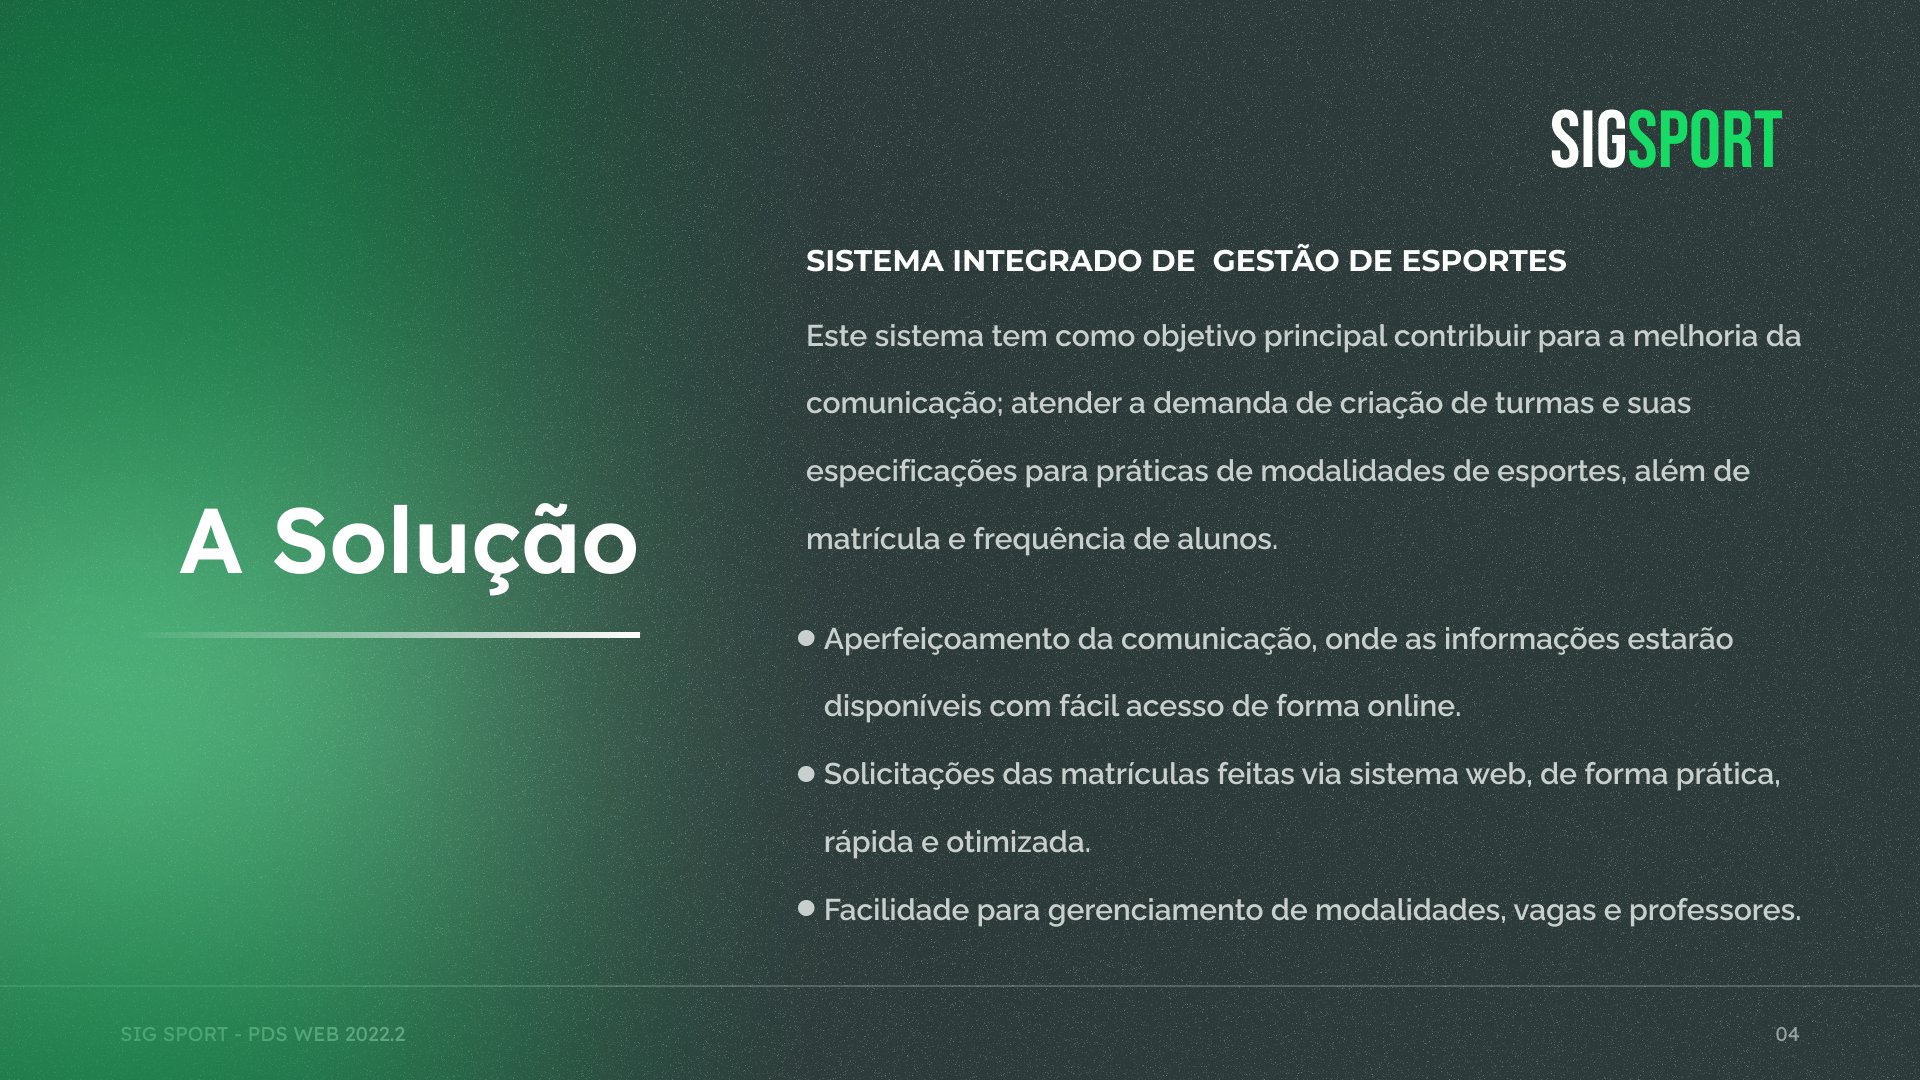 SIGSPORT
A Solução
SISTEMA INTEGRADO DE  GESTÃO DE ESPORTES
Este sistema tem como objetivo principal contribuir para a melhoria da
comunicação; atender a demanda de criação de turmas e suas
especificações para práticas de modalidades de esportes, além de
matrícula e frequência de alunos.
● Aperfeiçoamento da comunicação, onde as informações estarão
disponíveis com fácil acesso de forma online.
● Solicitações das matrículas feitas via sistema web, de forma prática,
rápida e otimizada.
● Facilidade para gerenciamento de modalidades, vagas e professores.
SIG SPORT - PDS WEB 2022.2
04